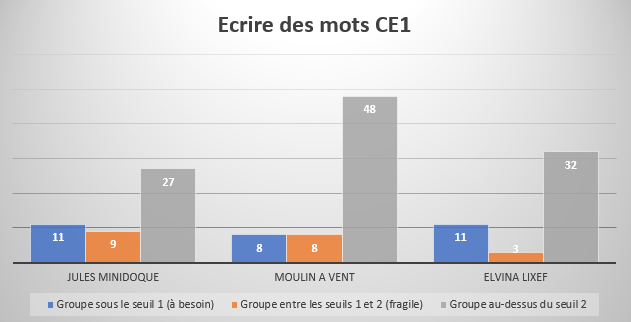 Ecrire des mots CE1
11 9 27 8 8 48 11 3 32
JULES MINIDOQUE MOULIN A VENT ELVINA LIXEF
Groupe sous le seuil 1 (à besoin) Groupe entre les seuils 1 et 2 (fragile) Groupe au-dessus du seuil 2